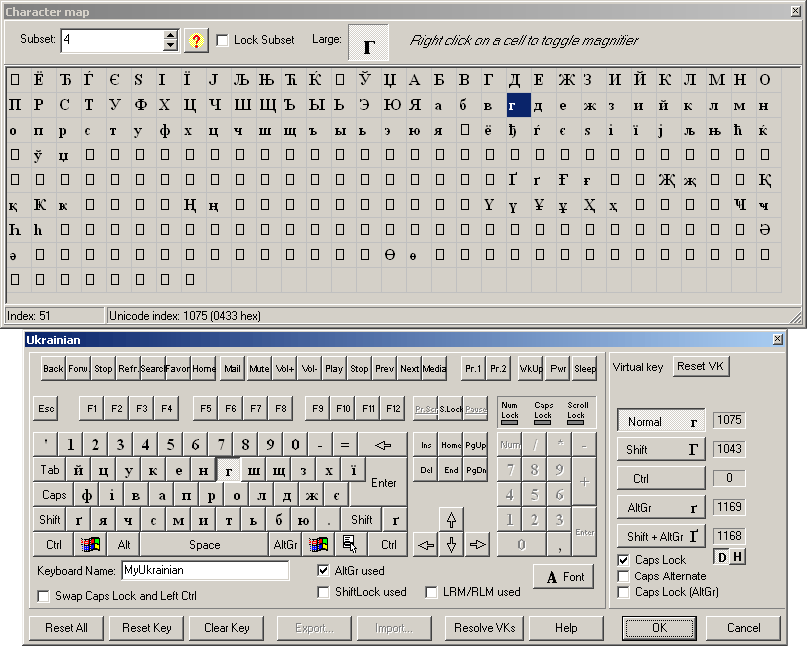 Character map
Subset: 4 ? Lock Subset Large: г Right click on a cell to toggle magnifier
Ё Ђ Ѓ Є Ѕ І Ї Ј Љ Њ Ћ Ќ Ў Џ А Б В Г Д Е Ж З И Й К Л М Н О
П Р С Т У Ф Х Ц Ч Ш Щ Ъ Ы Ь Э Ю Я а б в г д е ж з и й к л м н
о п р с т у ф х ц ч ш щ ъ ы ь э ю я ё ђ ѓ є ѕ і ї ј љ њ ћ ќ
ў џ
Ґ ґ Ғ ғ Җ җ Қ
қ Ҝ ҝ Ң ң Ү ү Ұ ұ Ҳ ҳ Ҹ ҹ
Һ һ Ә
ә Ө ө
Index: 51 Unicode index: 1075 (0433 hex)
Ukrainian
Back Forw Stop Refr. Searc Favor Home Mail Mute Vol+ Vol- Play Stop Prev Next Media Pr.1 Pr.2 WkUp Pwr Sleep
Esc F1 F2 F3 F4 F5 F6 F7 F8 F9 F10 F11 F12 Pr.Scr S.Lock Pause Num Lock Caps Lock Scroll Lock
' 1 2 3 4 5 6 7 8 9 0 - = Ins Home PgUp Num / * -
Tab й ц у к е н г ш щ з х ї Enter Del End PgDn 7 8 9 +
Caps ф і в а п р о л д ж є 4 5 6
Shift ґ я ч с м и т ь б ю . Shift ґ 1 2 3 Enter
Ctrl Alt Space AltGr Ctrl 0 ,
Keyboard Name: MyUkrainian AltGr used A Font
Swap Caps Lock and Left Ctrl ShiftLock used LRM/RLM used
Virtual key Reset VK
Normal г 1075
Shift Г 1043
Ctrl 0
AltGr ґ 1169
Shift + AltGr Ґ 1168
Caps Lock D H
Caps Alternate
Caps Lock (AltGr)
Reset All Reset Key Clear Key Export... Import... Resolve VKs Help OK Cancel